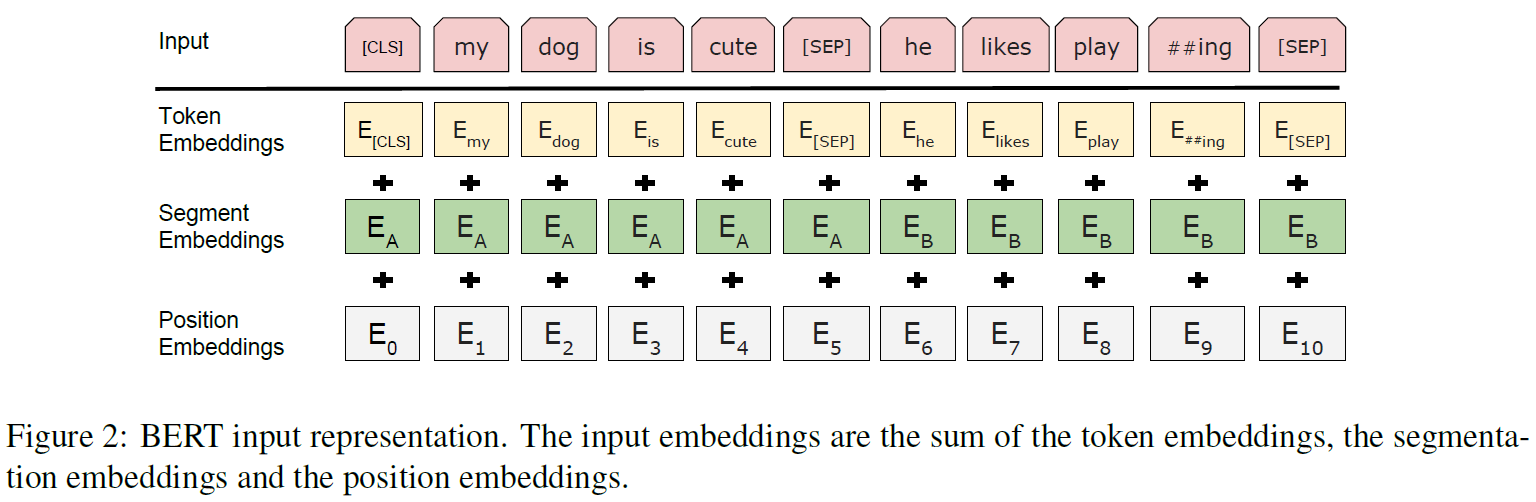 Input [CLS] my dog is cute [SEP] he likes play ##ing [SEP]
Token
Embeddings
E[CLS] Emy Edog Eis Ecute E[SEP] Ehe Elikes Eplay E##ing E[SEP]
+ + + + + + + + + + +
Segment
Embeddings
EA EA EA EA EA EA EB EB EB EB EB
+ + + + + + + + + + +
Position
Embeddings
E0 E1 E2 E3 E4 E5 E6 E7 E8 E9 E10
Figure 2: BERT input representation. The input embeddings are the sum of the token embeddings, the segmenta-
tion embeddings and the position embeddings.